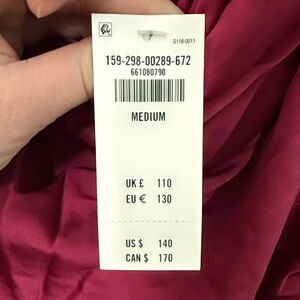 S118-0011
159-298-00289-672
661080790
MEDIUM
UK £ 110
EU € 130
US $ 140
CAN $ 170